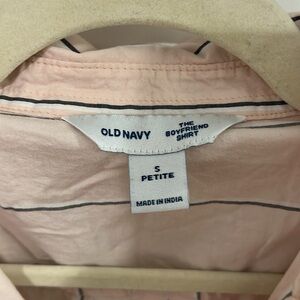 OLD NAVY
THE
BOYFRIEND
SHIRT
S
PETITE
MADE IN INDIA